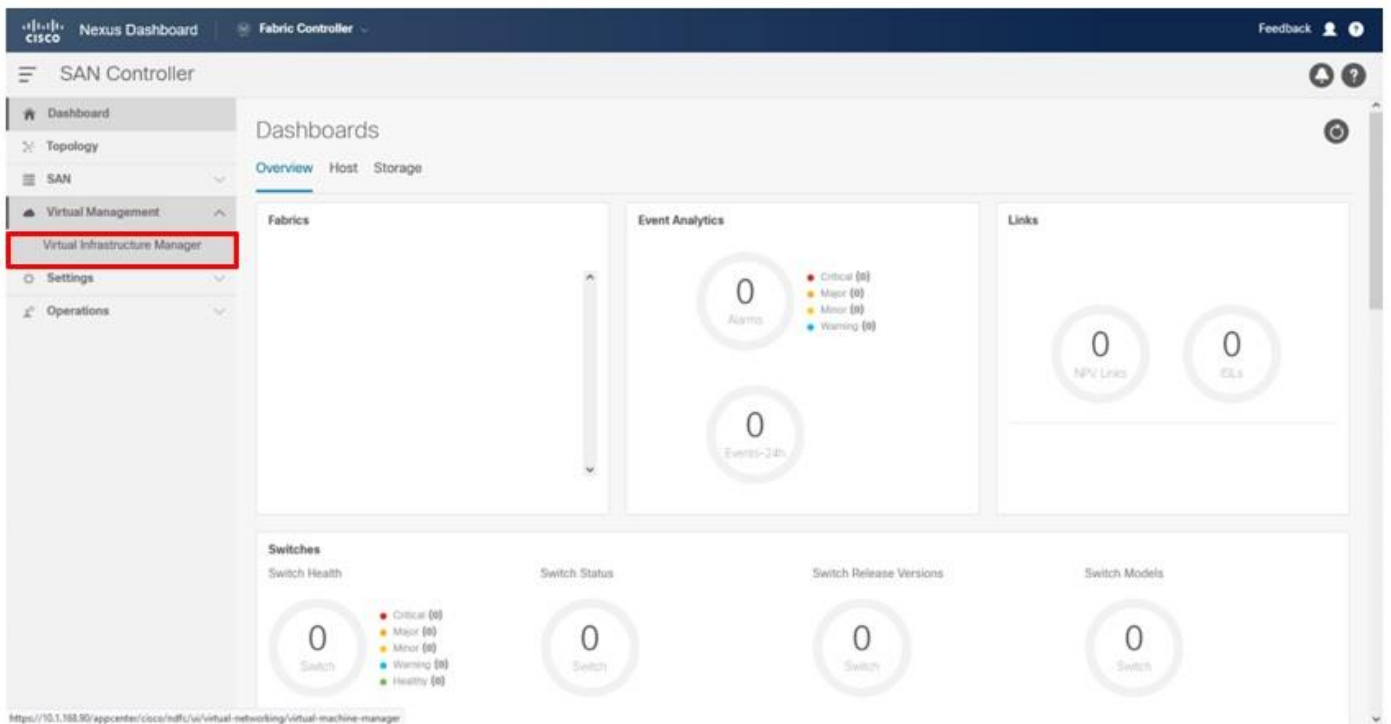 cisco Nexus Dashboard Fabric Controller Feedback
SAN Controller
Dashboard
Topology
SAN
Virtual Management
Virtual Infrastructure Manager
Settings
Operations
Dashboards
Overview Host Storage
Fabrics
Event Analytics
0
Alarms
Critical (0)
Major (0)
Minor (0)
Warning (0)
0
Events-24h
Links
0
NPV Links
0
ISLs
Switches
Switch Health
0
Switch
Critical (0)
Major (0)
Minor (0)
Warning (0)
Healthy (0)
Switch Status
0
Switch
Switch Release Versions
0
Switch
Switch Models
0
Switch
https://10.1.168.90/appcenter/cisco/ndfc/ui/virtual-networking/virtual-machine-manager